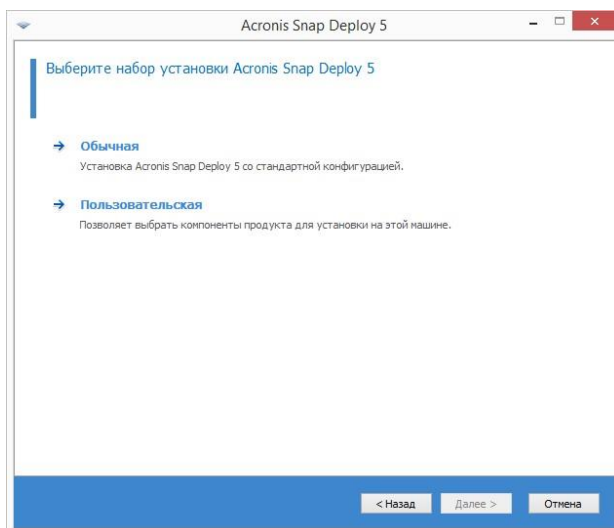 Acronis Snap Deploy 5
Выберите набор установки Acronis Snap Deploy 5
Обычная
Установка Acronis Snap Deploy 5 со стандартной конфигурацией.
Пользовательская
Позволяет выбрать компоненты продукта для установки на этой машине.
< Назад
Далее >
Отмена